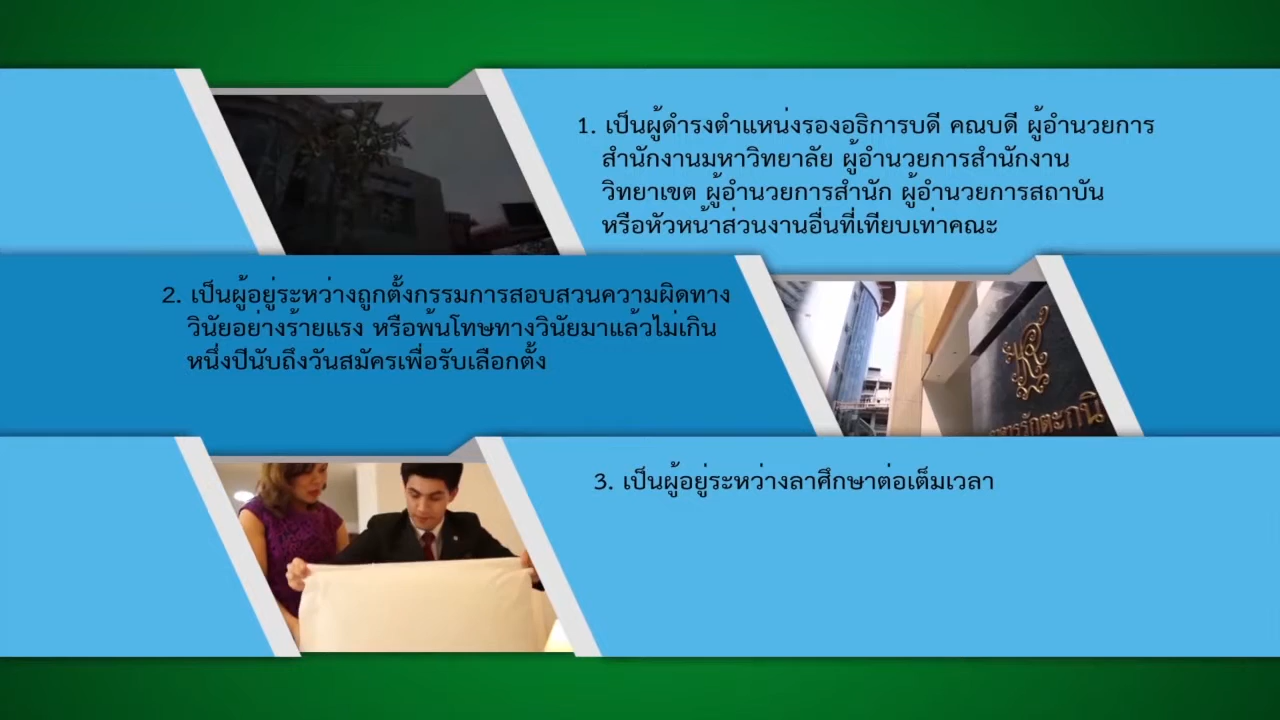 1. เป็นผู้ดำรงตำแหน่งรองอธิการบดี คณบดี ผู้อำนวยการ
สำนักงานมหาวิทยาลัย ผู้อำนวยการสำนักงาน
วิทยาเขต ผู้อำนวยการสำนัก ผู้อำนวยการสถาบัน
หรือหัวหน้าส่วนงานอื่นที่เทียบเท่าคณะ
2. เป็นผู้อยู่ระหว่างถูกตั้งกรรมการสอบสวนความผิดทาง
วินัยอย่างร้ายแรง หรือพ้นโทษทางวินัยมาแล้วไม่เกิน
หนึ่งปีนับถึงวันสมัครเพื่อรับเลือกตั้ง
3. เป็นผู้อยู่ระหว่างลาศึกษาต่อเต็มเวลา